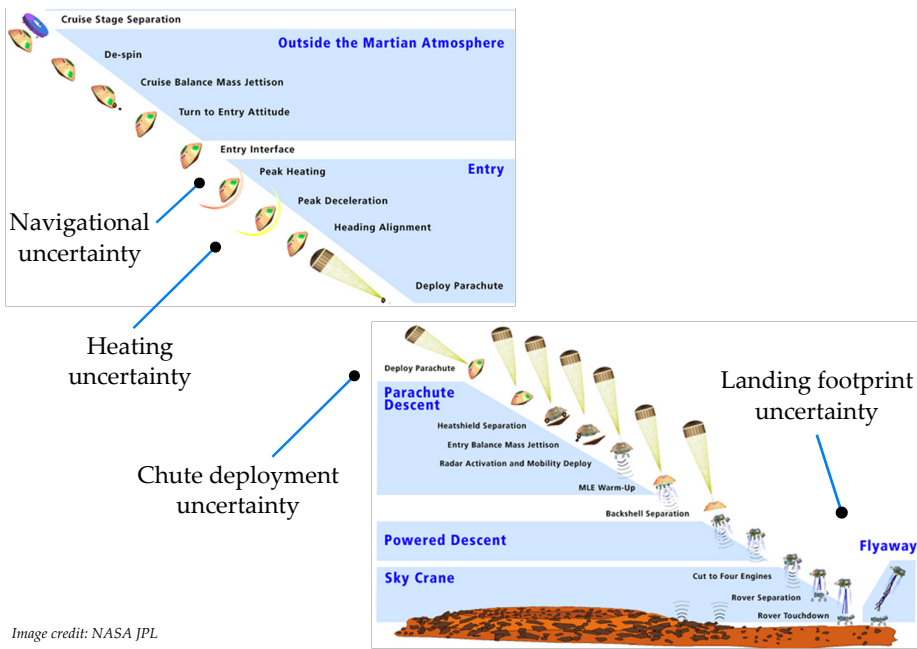 Cruise Stage Separation
Outside the Martian Atmosphere
De-spin
Cruise Balance Mass Jettison
Turn to Entry Attitude
Entry Interface
Entry
Peak Heating
Peak Deceleration
Heading Alignment
Deploy Parachute
Navigational
uncertainty
Heating
uncertainty
Chute deployment
uncertainty
Deploy Parachute
Parachute
Descent
Heatshield Separation
Entry Balance Mass Jettison
Radar Activation and Mobility Deploy
MLE Warm-Up
Backshell Separation
Landing footprint
uncertainty
Powered Descent
Flyaway
Sky Crane
Cut to Four Engines
Rover Separation
Rover Touchdown
Image credit: NASA JPL